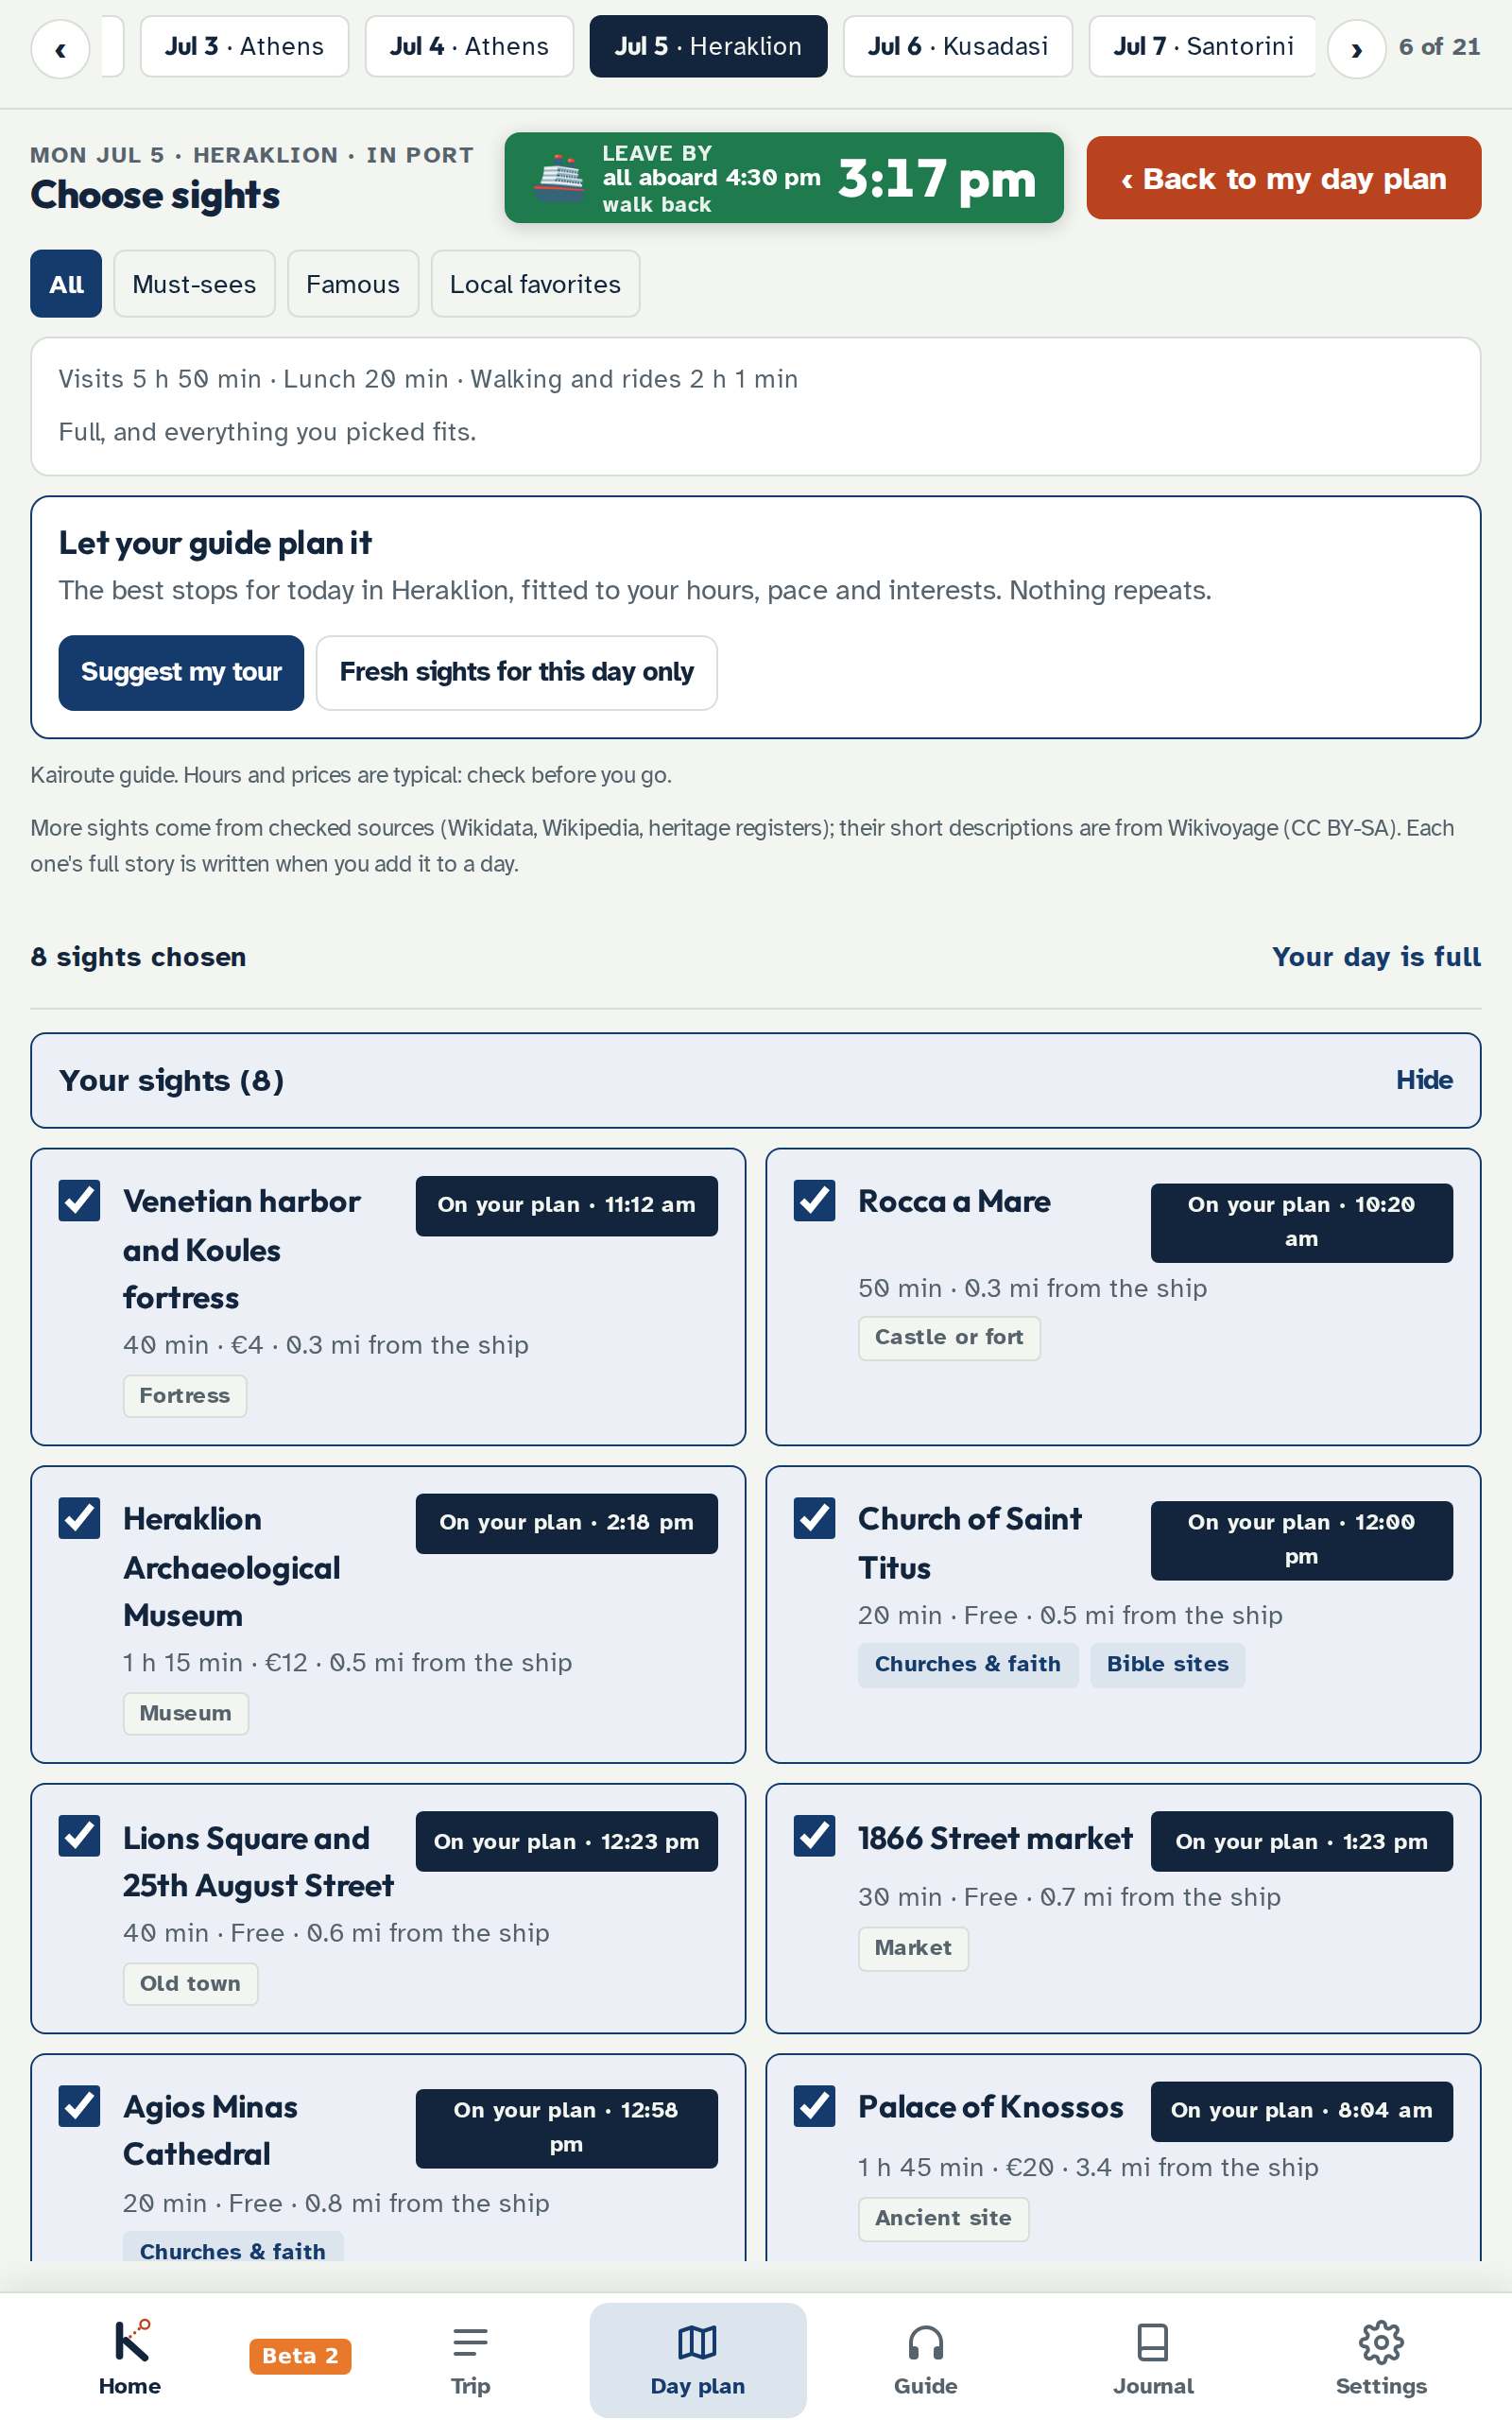 ‹
Jul 3 · Athens
Jul 4 · Athens
Jul 5 · Heraklion
Jul 6 · Kusadasi
Jul 7 · Santorini
›
6 of 21
MON JUL 5 · HERAKLION · IN PORT
Choose sights
LEAVE BY
all aboard 4:30 pm
walk back
3:17 pm
‹ Back to my day plan
All
Must-sees
Famous
Local favorites
Visits 5 h 50 min · Lunch 20 min · Walking and rides 2 h 1 min
Full, and everything you picked fits.
Let your guide plan it
The best stops for today in Heraklion, fitted to your hours, pace and interests. Nothing repeats.
Suggest my tour
Fresh sights for this day only
Kairoute guide. Hours and prices are typical: check before you go.
More sights come from checked sources (Wikidata, Wikipedia, heritage registers); their short descriptions are from Wikivoyage (CC BY-SA). Each
one's full story is written when you add it to a day.
8 sights chosen
Your day is full
Your sights (8)
Hide
Venetian harbor
and Koules
fortress
On your plan · 11:12 am
40 min · €4 · 0.3 mi from the ship
Fortress
Rocca a Mare
On your plan · 10:20
am
50 min · 0.3 mi from the ship
Castle or fort
Heraklion
Archaeological
Museum
On your plan · 2:18 pm
1 h 15 min · €12 · 0.5 mi from the ship
Museum
Church of Saint
Titus
On your plan · 12:00
pm
20 min · Free · 0.5 mi from the ship
Churches & faith
Bible sites
Lions Square and
25th August Street
On your plan · 12:23 pm
40 min · Free · 0.6 mi from the ship
Old town
1866 Street market
On your plan · 1:23 pm
30 min · Free · 0.7 mi from the ship
Market
Agios Minas
Cathedral
On your plan · 12:58
pm
20 min · Free · 0.8 mi from the ship
Churches & faith
Palace of Knossos
On your plan · 8:04 am
1 h 45 min · €20 · 3.4 mi from the ship
Ancient site
Home
Beta 2
Trip
Day plan
Guide
Journal
Settings